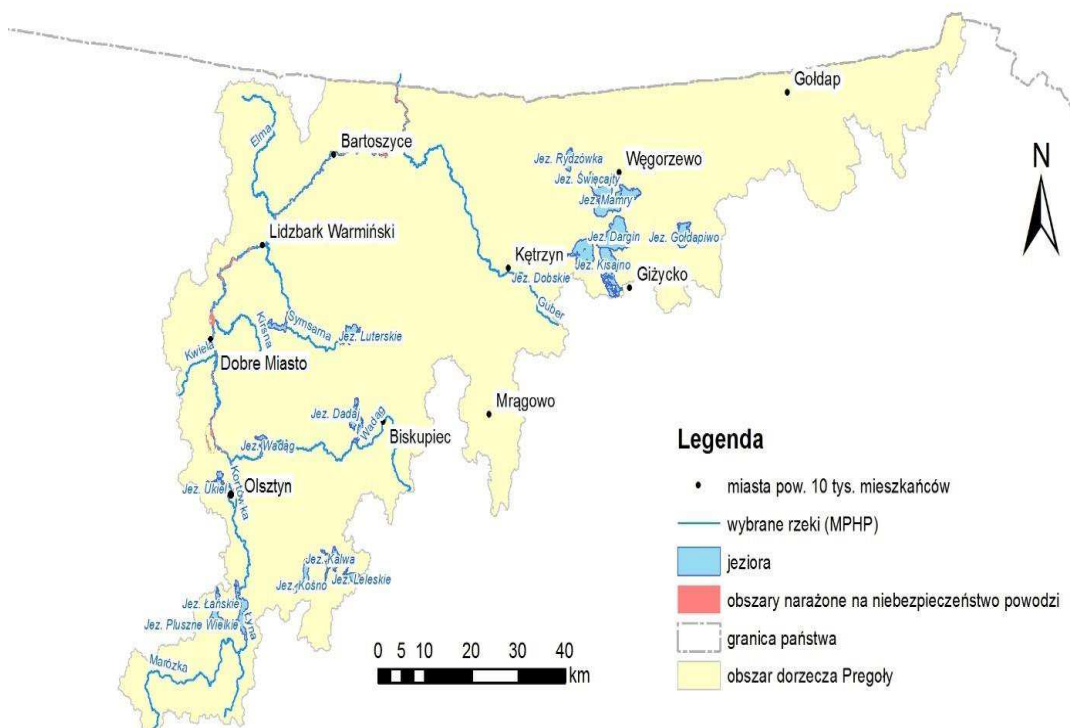 Gołdap
Elma
Bartoszyce
Jez. Rydzówka
Węgorzewo
Jez. Święcajty
Jez. Mamry
N
Lidzbark Warmiński
Jez. Dargin
Jez. Gołdapiwo
Kętrzyn
Jez. Kisajno
Jez. Dobskie
Giżycko
Guber
Kirsna
Symsarna
Jez. Luterskie
Kwiela
Dobre Miasto
Mrągowo
Jez. Dadaj
Wadąg
Biskupiec
Jez. Wadąg
Legenda
Jez. Ukiel
Olsztyn
Kortówka
miasta pow. 10 tys. mieszkańców
wybrane rzeki (MPHP)
Jez. Kalwa
jeziora
Jez. Kośno
Jez. Leleskie
Jez. Łańskie
obszary narażone na niebezpieczeństwo powodzi
Łyna
Jez. Pluszne Wielkie
granica państwa
0 5 10 20 30 40
km
Marózka
obszar dorzecza Pregoły